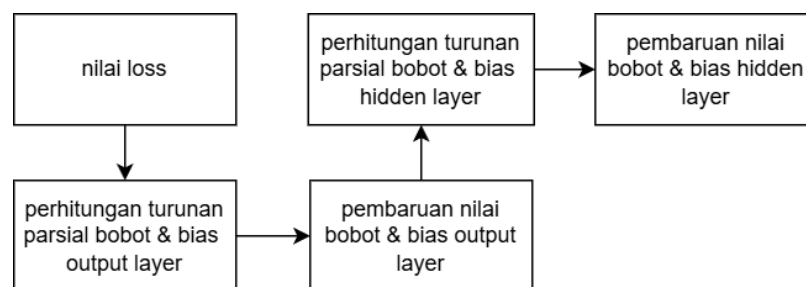 nilai loss
perhitungan turunan
parsial bobot & bias
output layer
pembaruan nilai
bobot & bias output
layer
perhitungan turunan
parsial bobot & bias
hidden layer
pembaruan nilai
bobot & bias hidden
layer